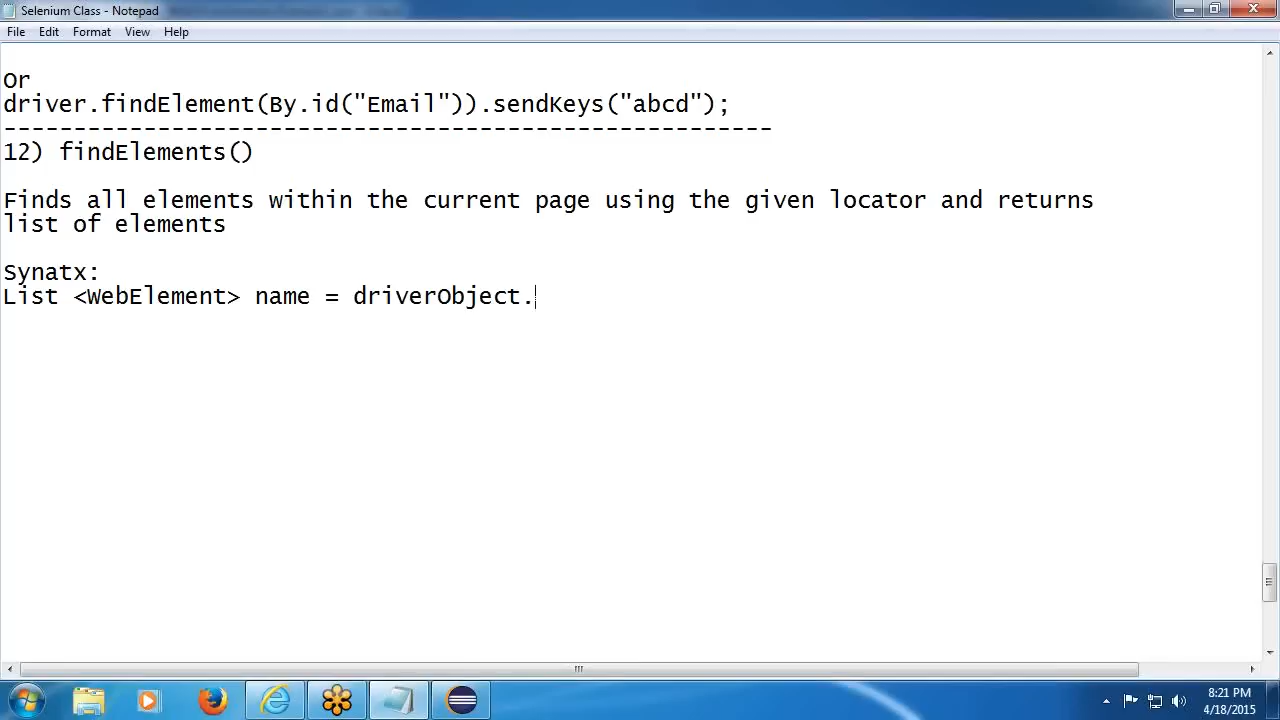 Selenium Class - Notepad
File Edit Format View Help
Or
driver.findElement(By.id("Email")).sendKeys("abcd");
-------------------------------------------------------
12) findElements()
Finds all elements within the current page using the given locator and returns
list of elements
Synatx:
List <WebElement> name = driverObject.
8:21 PM
4/18/2015